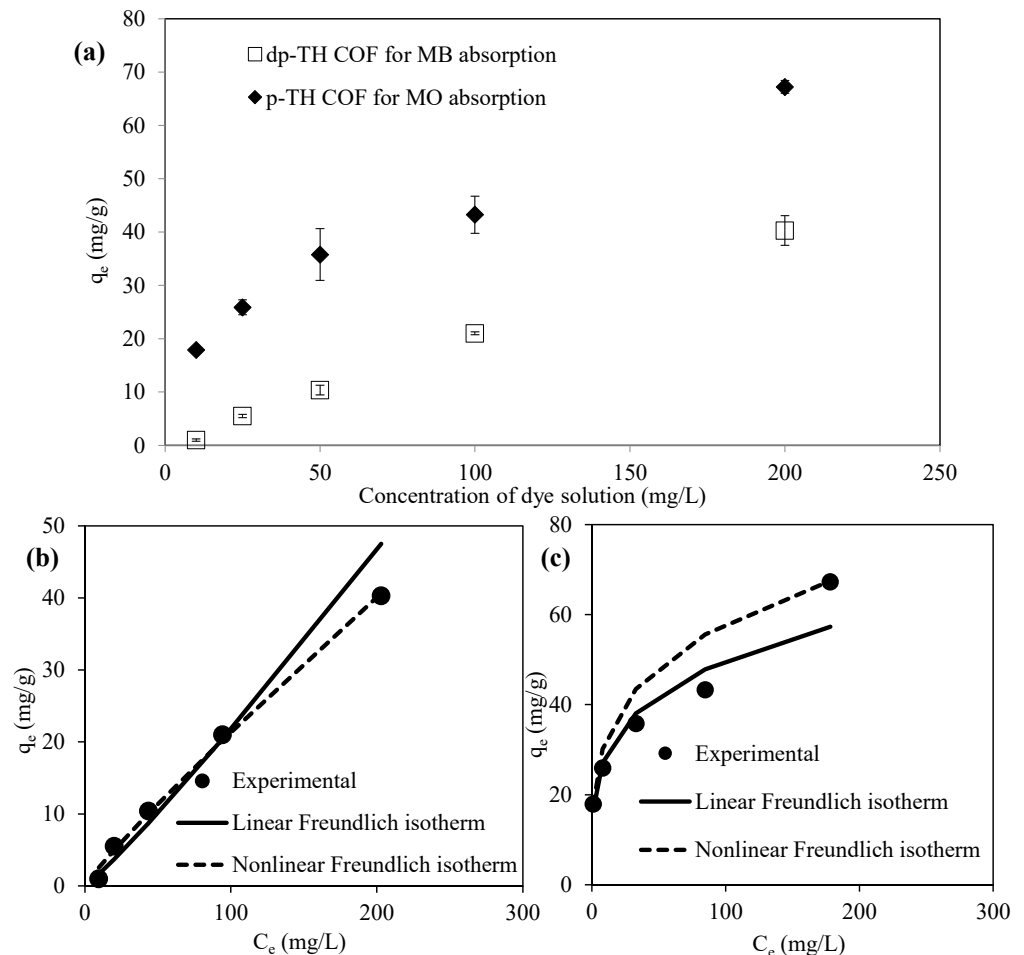 (a)
dp-TH COF for MB absorption
p-TH COF for MO absorption
80
70
60
50
40
30
20
10
0
qe (mg/g)
0 50 100 150 200 250
Concentration of dye solution (mg/L)
(b)
50
40
30
20
10
0
qe (mg/g)
Experimental
Linear Freundlich isotherm
Nonlinear Freundlich isotherm
0 100 200 300
Ce (mg/L)
(c)
80
60
40
20
0
qe (mg/g)
Experimental
Linear Freundlich isotherm
Nonlinear Freundlich isotherm
0 100 200 300
Ce (mg/L)